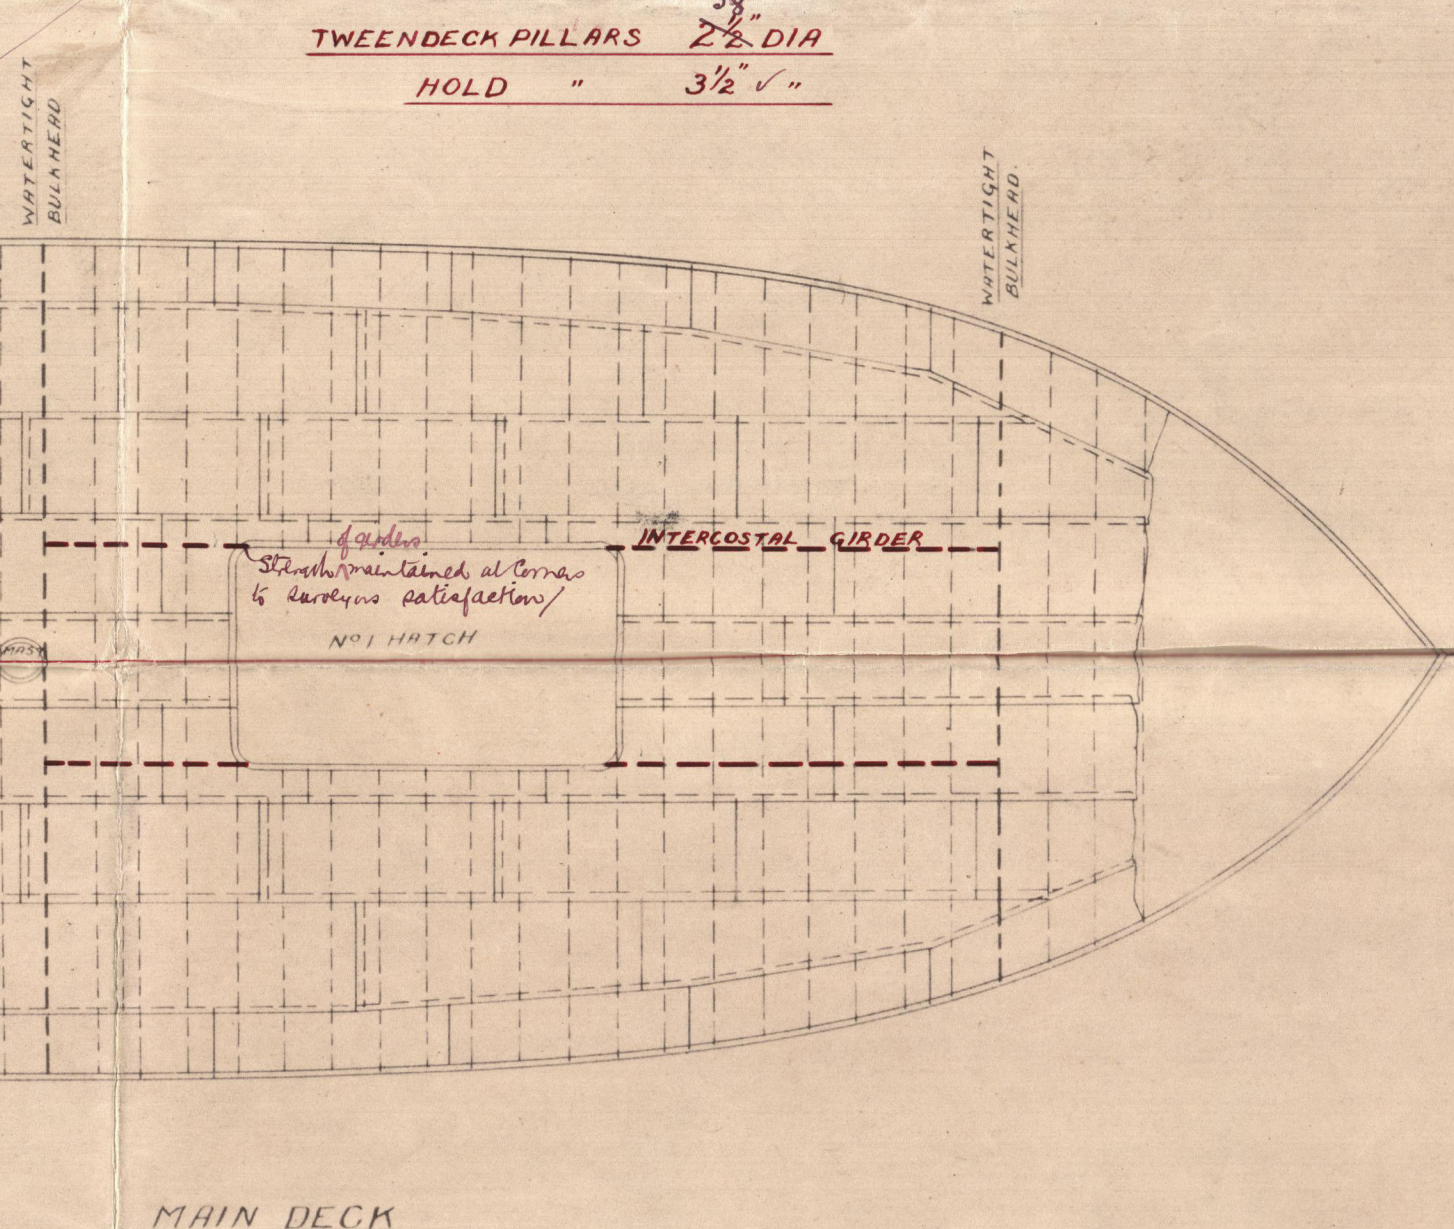 TWEENDECK PILLARS 2½" DIA
HOLD " 3½" ✓ "
WATERTIGHT
BULKHEAD
WATERTIGHT
BULKHEAD.
INTERCOSTAL GIRDER
of girders
Strength maintained at Corners
to Surveyors satisfaction/
No 1 HATCH
MAST
MAIN DECK